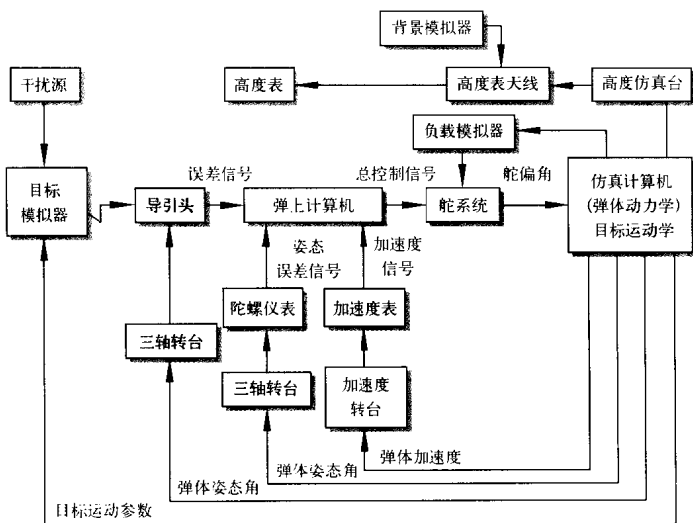 背景模拟器
干扰源
高度表
高度表天线
高度仿真台
负载模拟器
目标
模拟器
误差信号
导引头
弹上计算机
总控制信号
舵系统
舵偏角
仿真计算机
(弹体动力学)
目标运动学
姿态
误差信号
加速度
信号
陀螺仪表
加速度表
三轴转台
三轴转台
加速度
转台
弹体加速度
弹体姿态角
弹体姿态角
目标运动参数